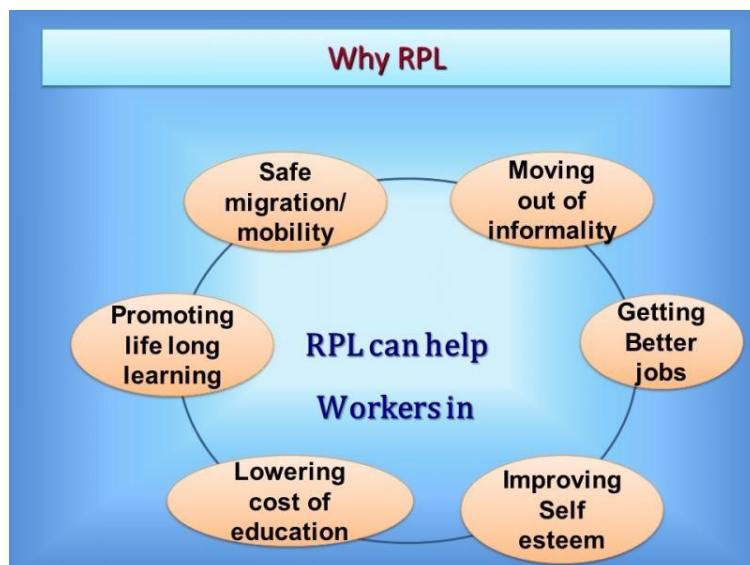 Why RPL
Safe
migration/
mobility
Moving
out of
informality
Promoting
life long
learning
RPL can help
Workers in
Getting
Better
jobs
Lowering
cost of
education
Improving
Self
esteem